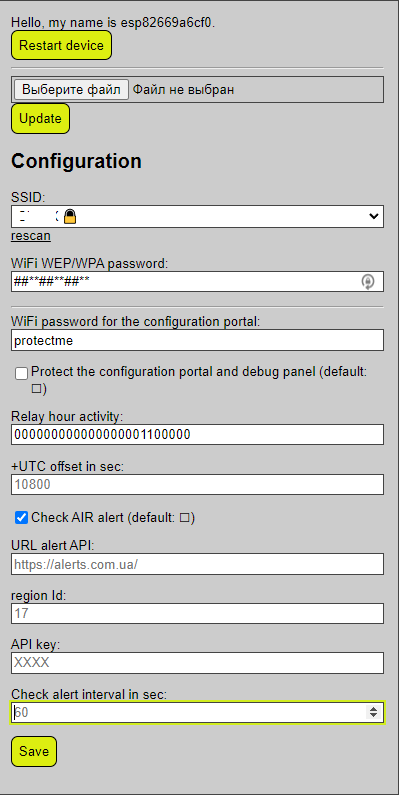 Hello, my name is esp82669a6cf0.
Restart device
Выберите файл Файл не выбран
Update
Configuration
SSID:
rescan
WiFi WEP/WPA password:
##**##**##**
WiFi password for the configuration portal:
protectme
Protect the configuration portal and debug panel (default:
☐)
Relay hour activity:
000000000000000001100000
+UTC offset in sec:
10800
Check AIR alert (default: ☐)
URL alert API:
https://alerts.com.ua/
region Id:
17
API key:
XXXX
Check alert interval in sec:
60
Save